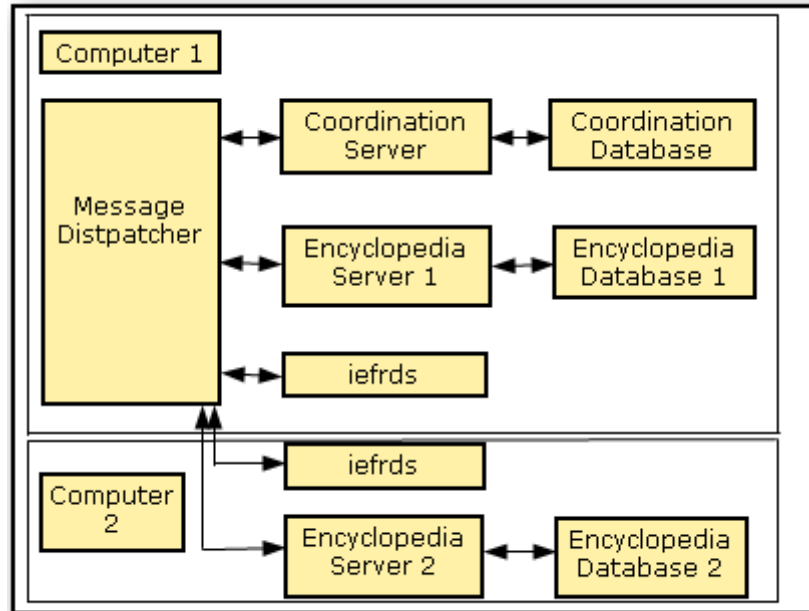 Computer 1
Message
Distpatcher
Coordination
Server
Coordination
Database
Encyclopedia
Server 1
Encyclopedia
Database 1
iefrds
iefrds
Computer
2
Encyclopedia
Server 2
Encyclopedia
Database 2